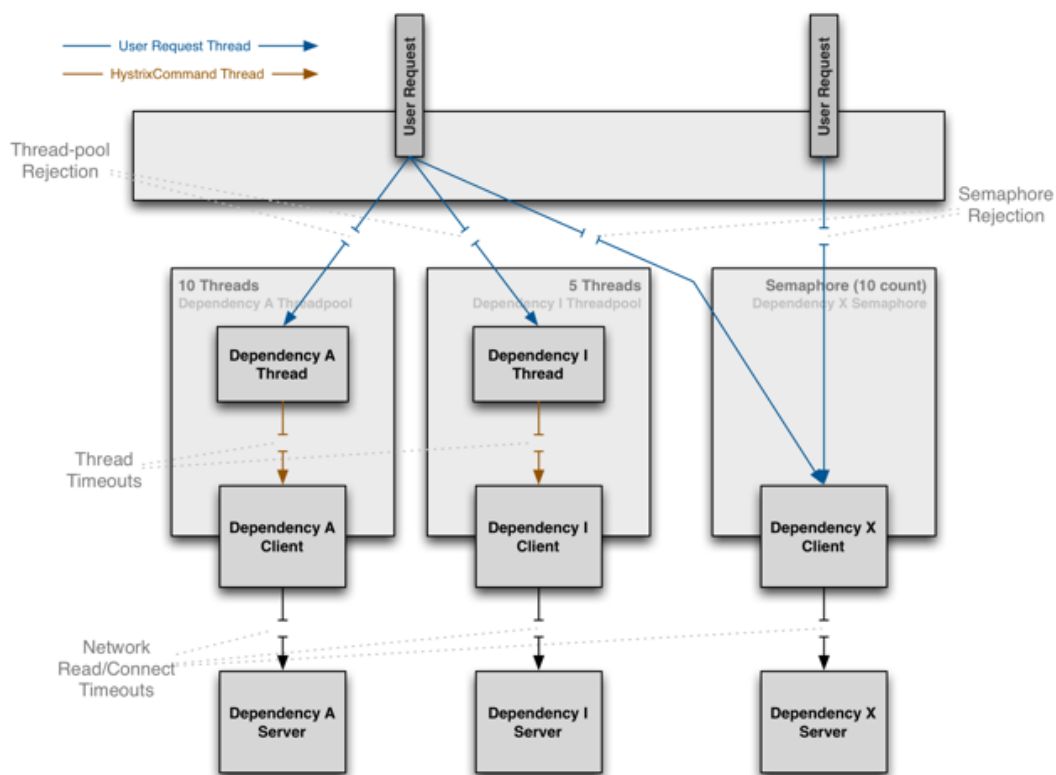 User Request Thread
HystrixCommand Thread
User Request
User Request
Thread-pool
Rejection
Semaphore
Rejection
10 Threads
Dependency A Threadpool
5 Threads
Dependency I Threadpool
Semaphore (10 count)
Dependency X Semaphore
Dependency A
Thread
Dependency I
Thread
Thread
Timeouts
Dependency A
Client
Dependency I
Client
Dependency X
Client
Network
Read/Connect
Timeouts
Dependency A
Server
Dependency I
Server
Dependency X
Server